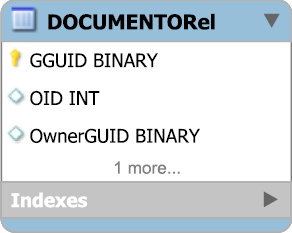 DOCUMENTORel
GGUID BINARY
OID INT
OwnerGUID BINARY
1 more...
Indexes